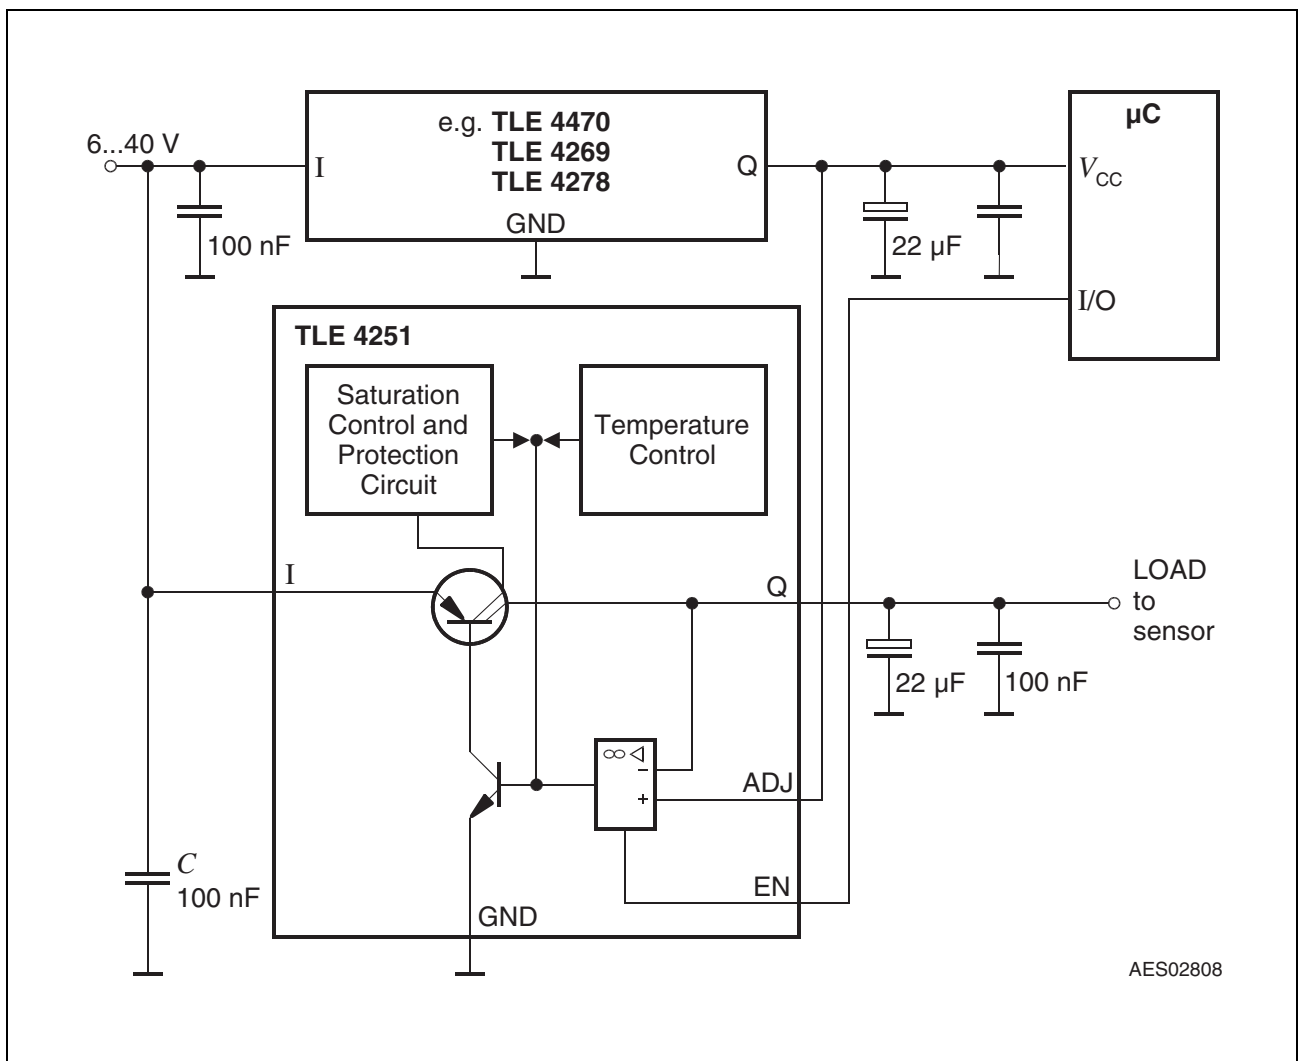 6...40 V
I
e.g. TLE 4470
TLE 4269
TLE 4278
GND
Q
100 nF
22 µF
µC
VCC
I/O
TLE 4251
Saturation
Control and
Protection
Circuit
Temperature
Control
I
Q
LOAD
to
sensor
22 µF
100 nF
∞
−
+
ADJ
EN
GND
C
100 nF
AES02808